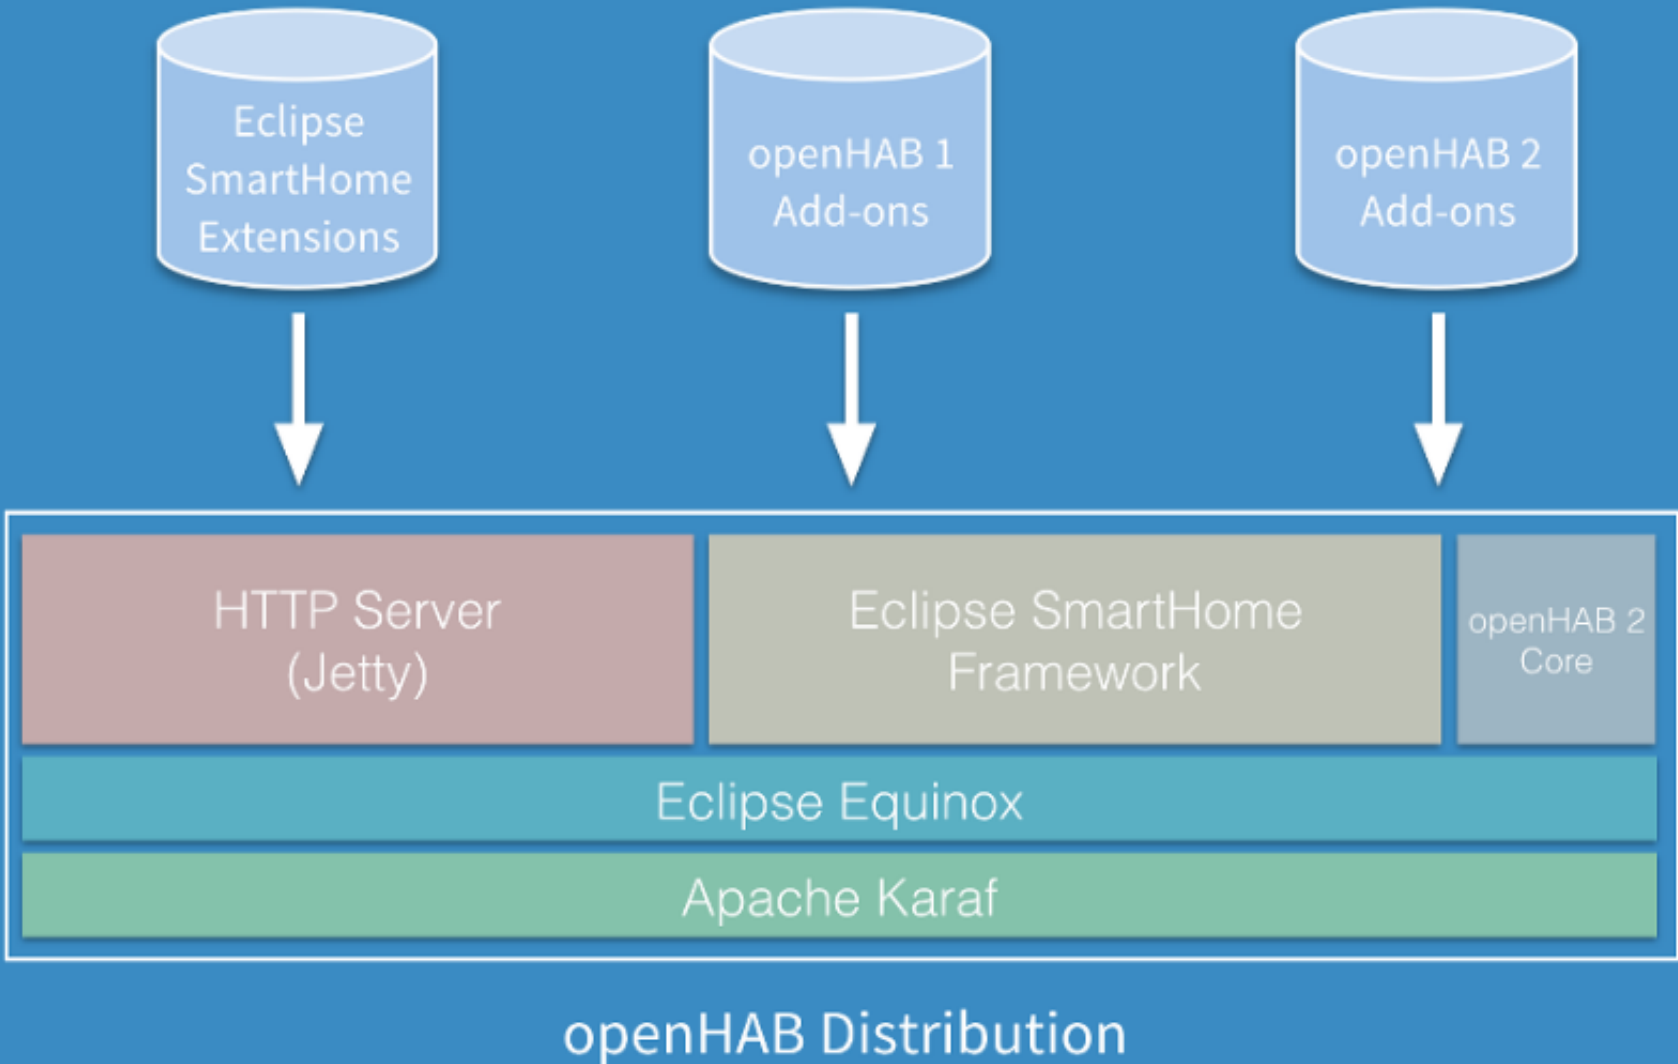 Eclipse
SmartHome
Extensions
openHAB 1
Add-ons
openHAB 2
Add-ons
HTTP Server
(Jetty)
Eclipse SmartHome
Framework
openHAB 2
Core
Eclipse Equinox
Apache Karaf
openHAB Distribution